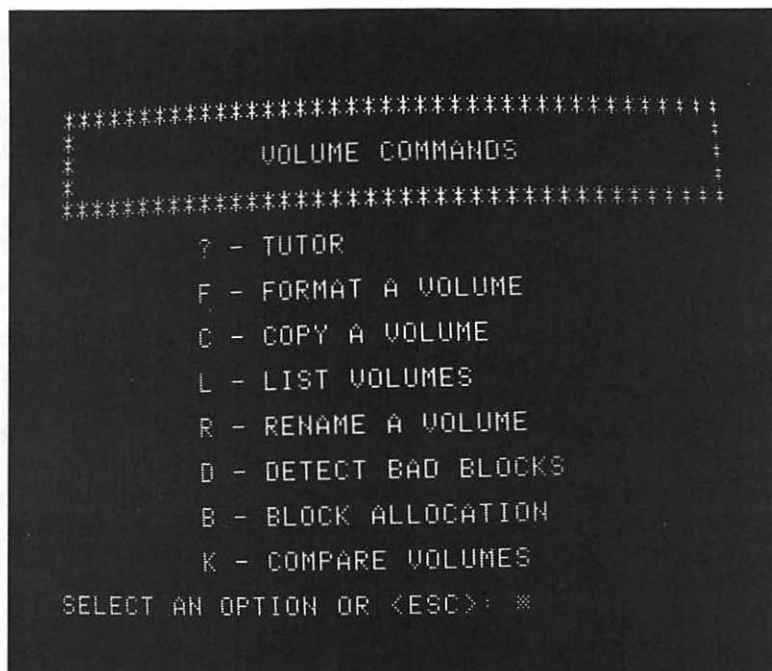 ****************************************
* VOLUME COMMANDS *
****************************************
? - TUTOR
F - FORMAT A VOLUME
C - COPY A VOLUME
L - LIST VOLUMES
R - RENAME A VOLUME
D - DETECT BAD BLOCKS
B - BLOCK ALLOCATION
K - COMPARE VOLUMES
SELECT AN OPTION OR <ESC>: ※